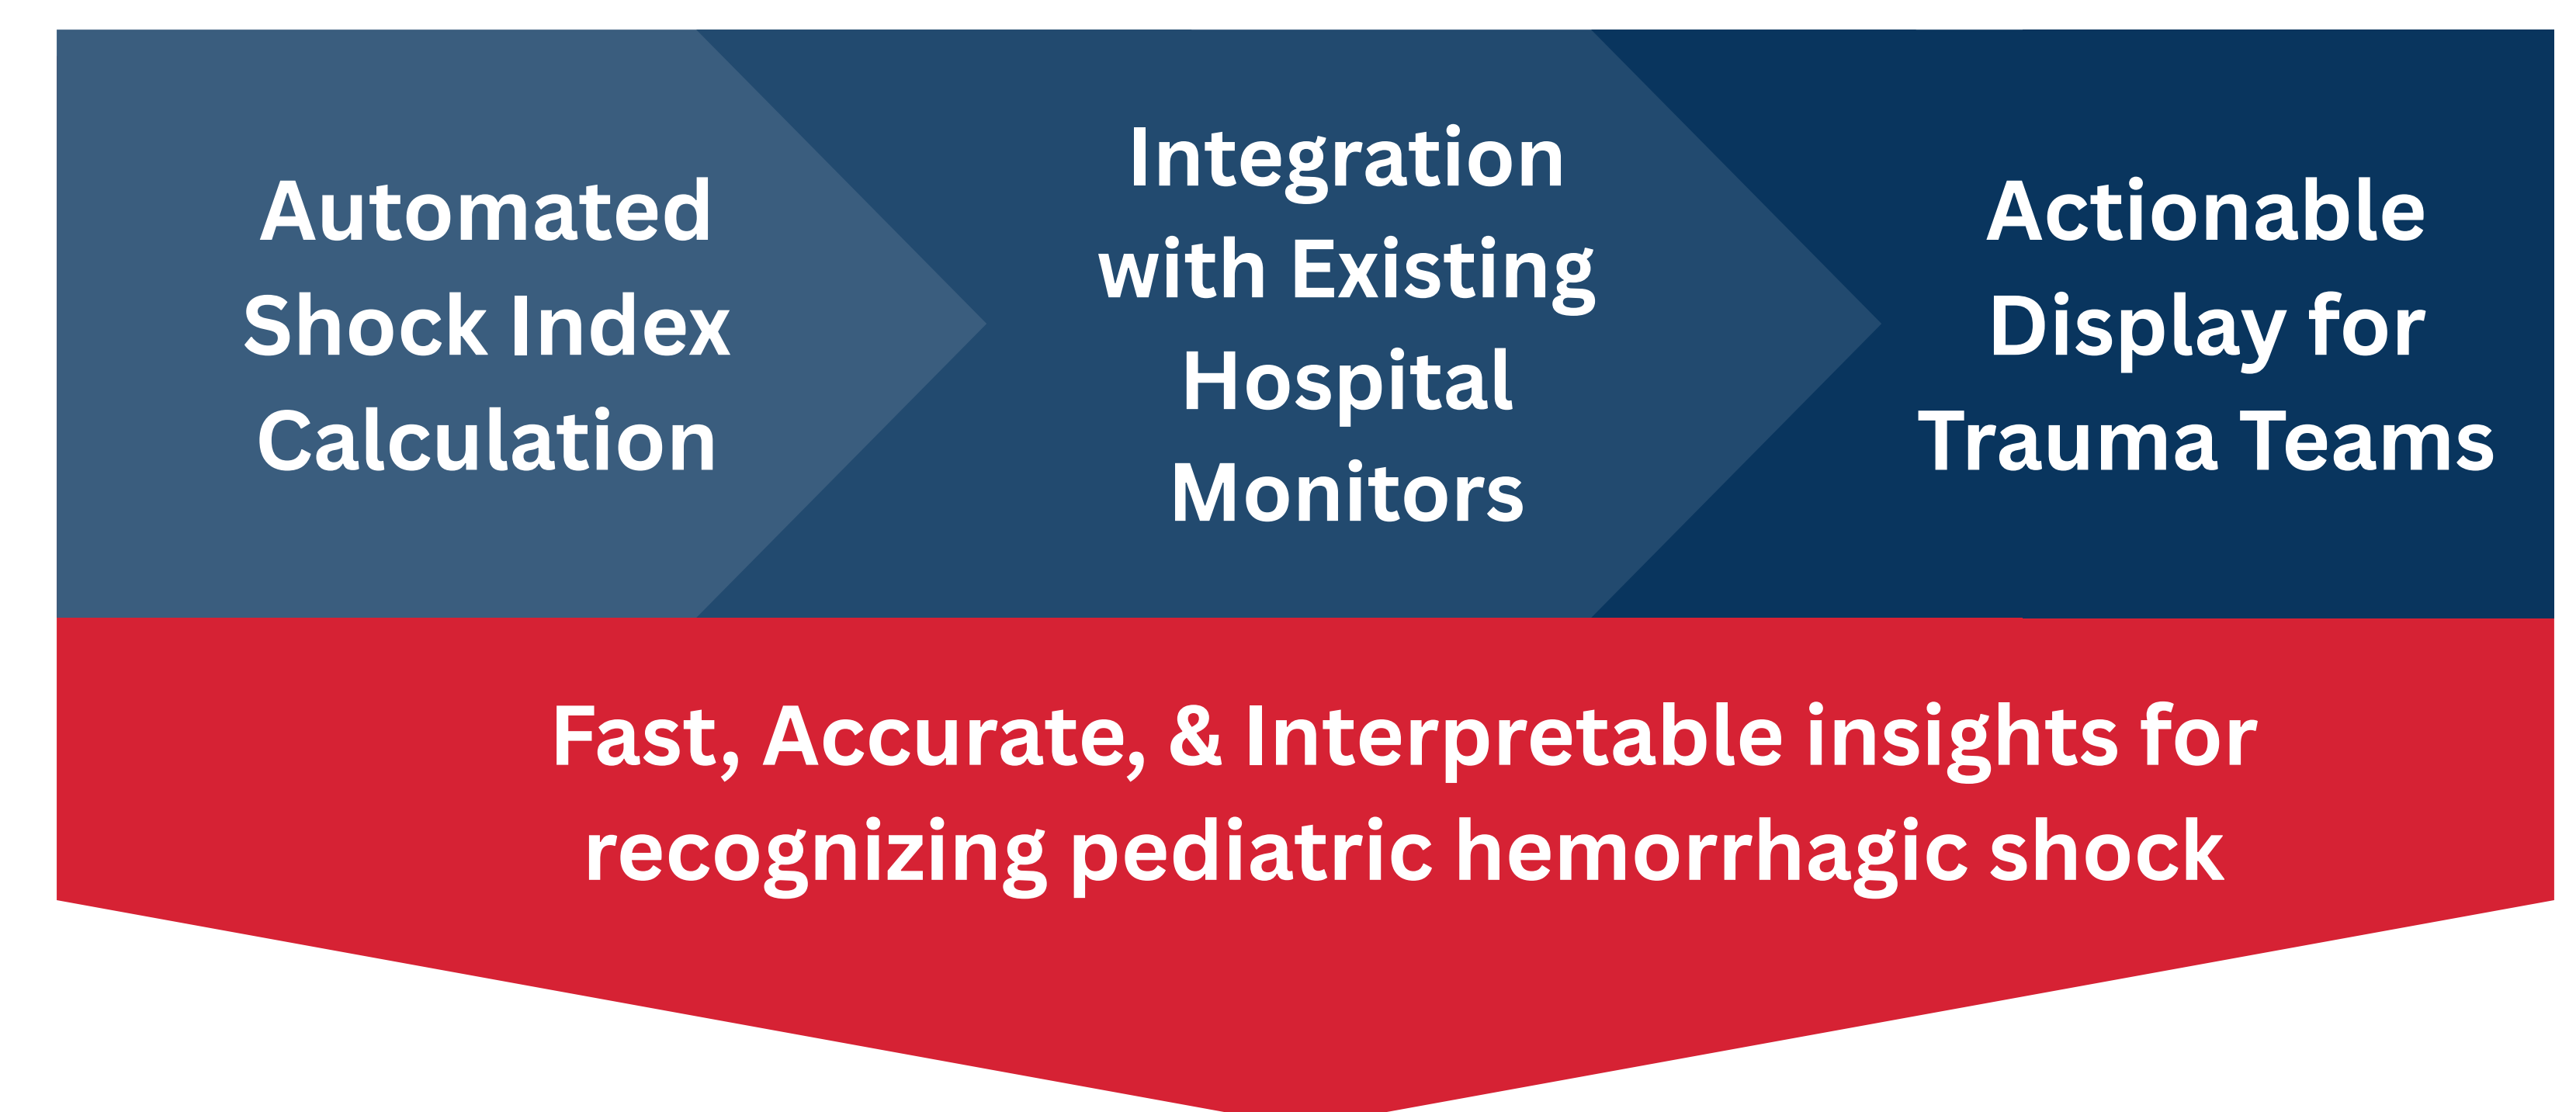 Automated
Shock Index
Calculation
Integration
with Existing
Hospital
Monitors
Actionable
Display for
Trauma Teams
Fast, Accurate, & Interpretable insights for
recognizing pediatric hemorrhagic shock